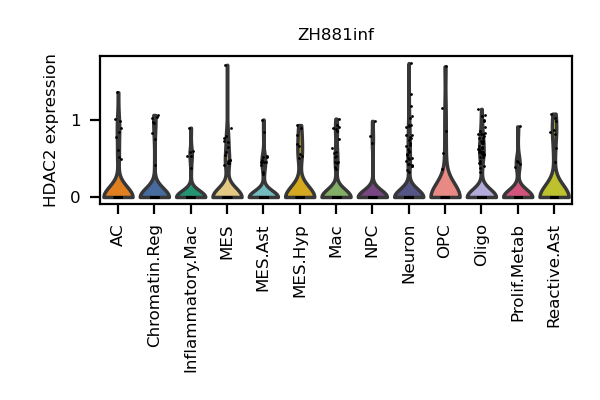 ZH881inf
HDAC2 expression
1
0
AC
Chromatin.Reg
Inflammatory.Mac
MES
MES.Ast
MES.Hyp
Mac
NPC
Neuron
OPC
Oligo
Prolif.Metab
Reactive.Ast